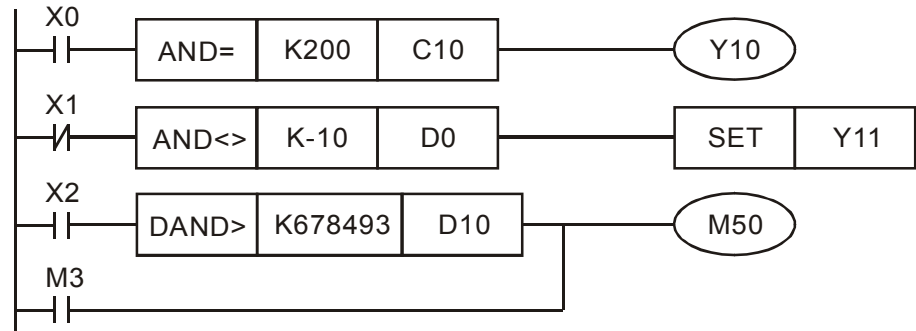 X0
AND= K200 C10 Y10
X1
AND<> K-10 D0 SET Y11
X2
DAND> K678493 D10 M50
M3